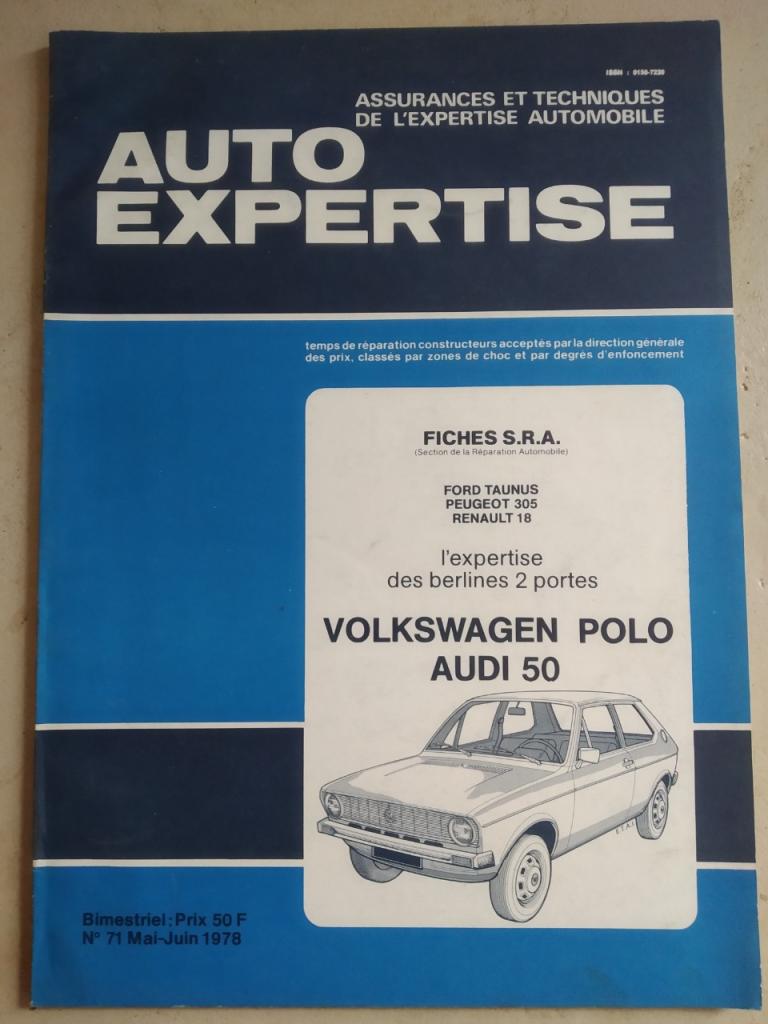 ISSN : 0150-7230
ASSURANCES ET TECHNIQUES
DE L'EXPERTISE AUTOMOBILE
AUTO
EXPERTISE
temps de réparation constructeurs acceptés par la direction générale
des prix, classés par zones de choc et par degrés d'enfoncement
FICHES S.R.A.
(Section de la Réparation Automobile)
FORD TAUNUS
PEUGEOT 305
RENAULT 18
l'expertise
des berlines 2 portes
VOLKSWAGEN POLO
AUDI 50
E.T.A.I.
Bimestriel : Prix 50 F
N° 71 Mai-Juin 1978